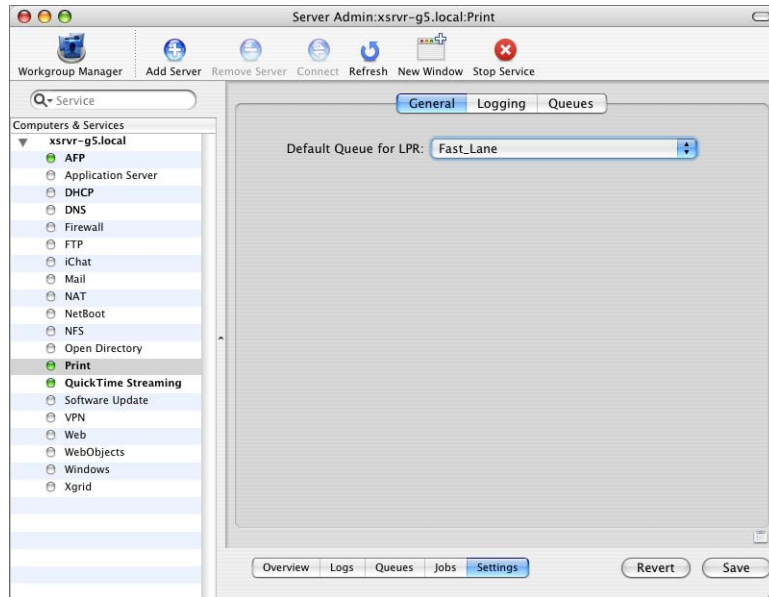 Server Admin:xsrvr-g5.local:Print
Workgroup Manager Add Server Remove Server Connect Refresh New Window Stop Service
Service
General Logging Queues
Computers & Services
xsrvr-g5.local
Default Queue for LPR: Fast_Lane
AFP
Application Server
DHCP
DNS
Firewall
FTP
iChat
Mail
NAT
NetBoot
NFS
Open Directory
Print
QuickTime Streaming
Software Update
VPN
Web
WebObjects
Windows
Xgrid
Overview Logs Queues Jobs Settings Revert Save